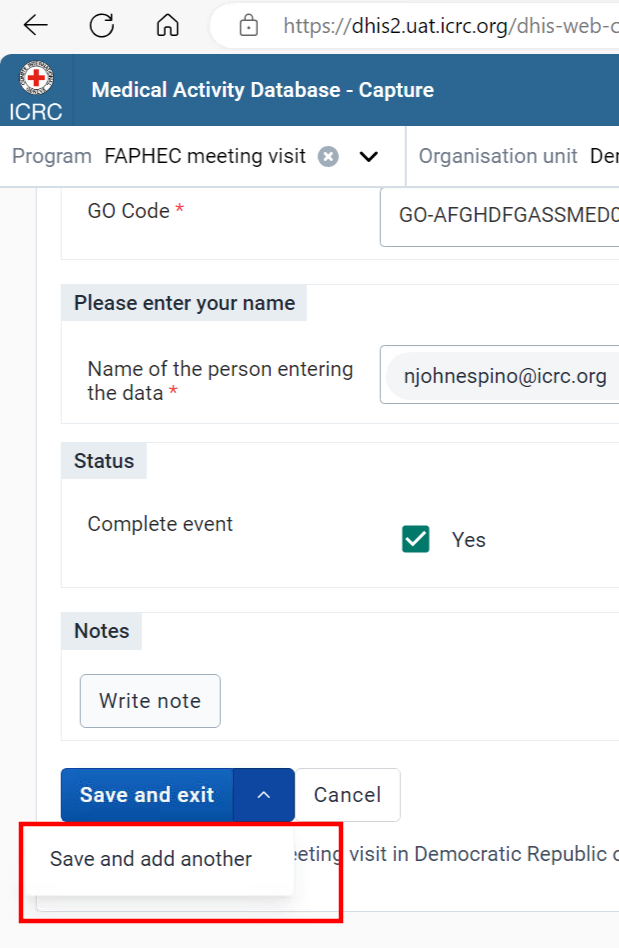 https://dhis2.uat.icrc.org/dhis-web-c
ICRC
Medical Activity Database - Capture
Program FAPHEC meeting visit Organisation unit Der
GO Code *
GO-AFGHDFGASSMED0
Please enter your name
Name of the person entering
the data *
njohnespino@icrc.org
Status
Complete event
Yes
Notes
Write note
Save and exit Cancel
Save and add another
eeting visit in Democratic Republic o